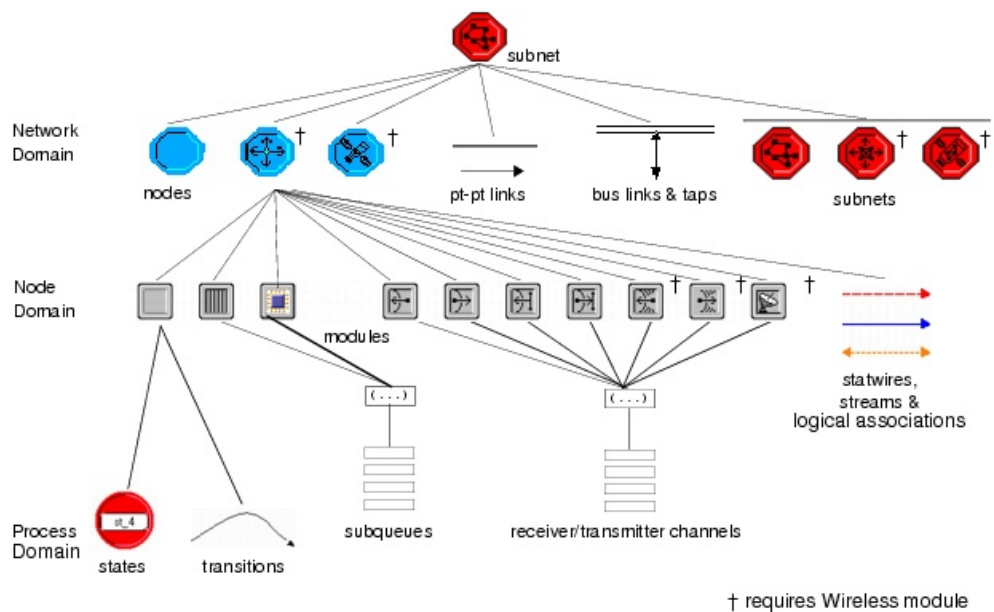 subnet
Network
Domain
†
†
†
†
nodes
pt-pt links
bus links & taps
subnets
Node
Domain
†
†
†
modules
(...)
(...)
statwires,
streams &
logical associations
st_4
Process
Domain
states
transitions
subqueues
receiver/transmitter channels
† requires Wireless module